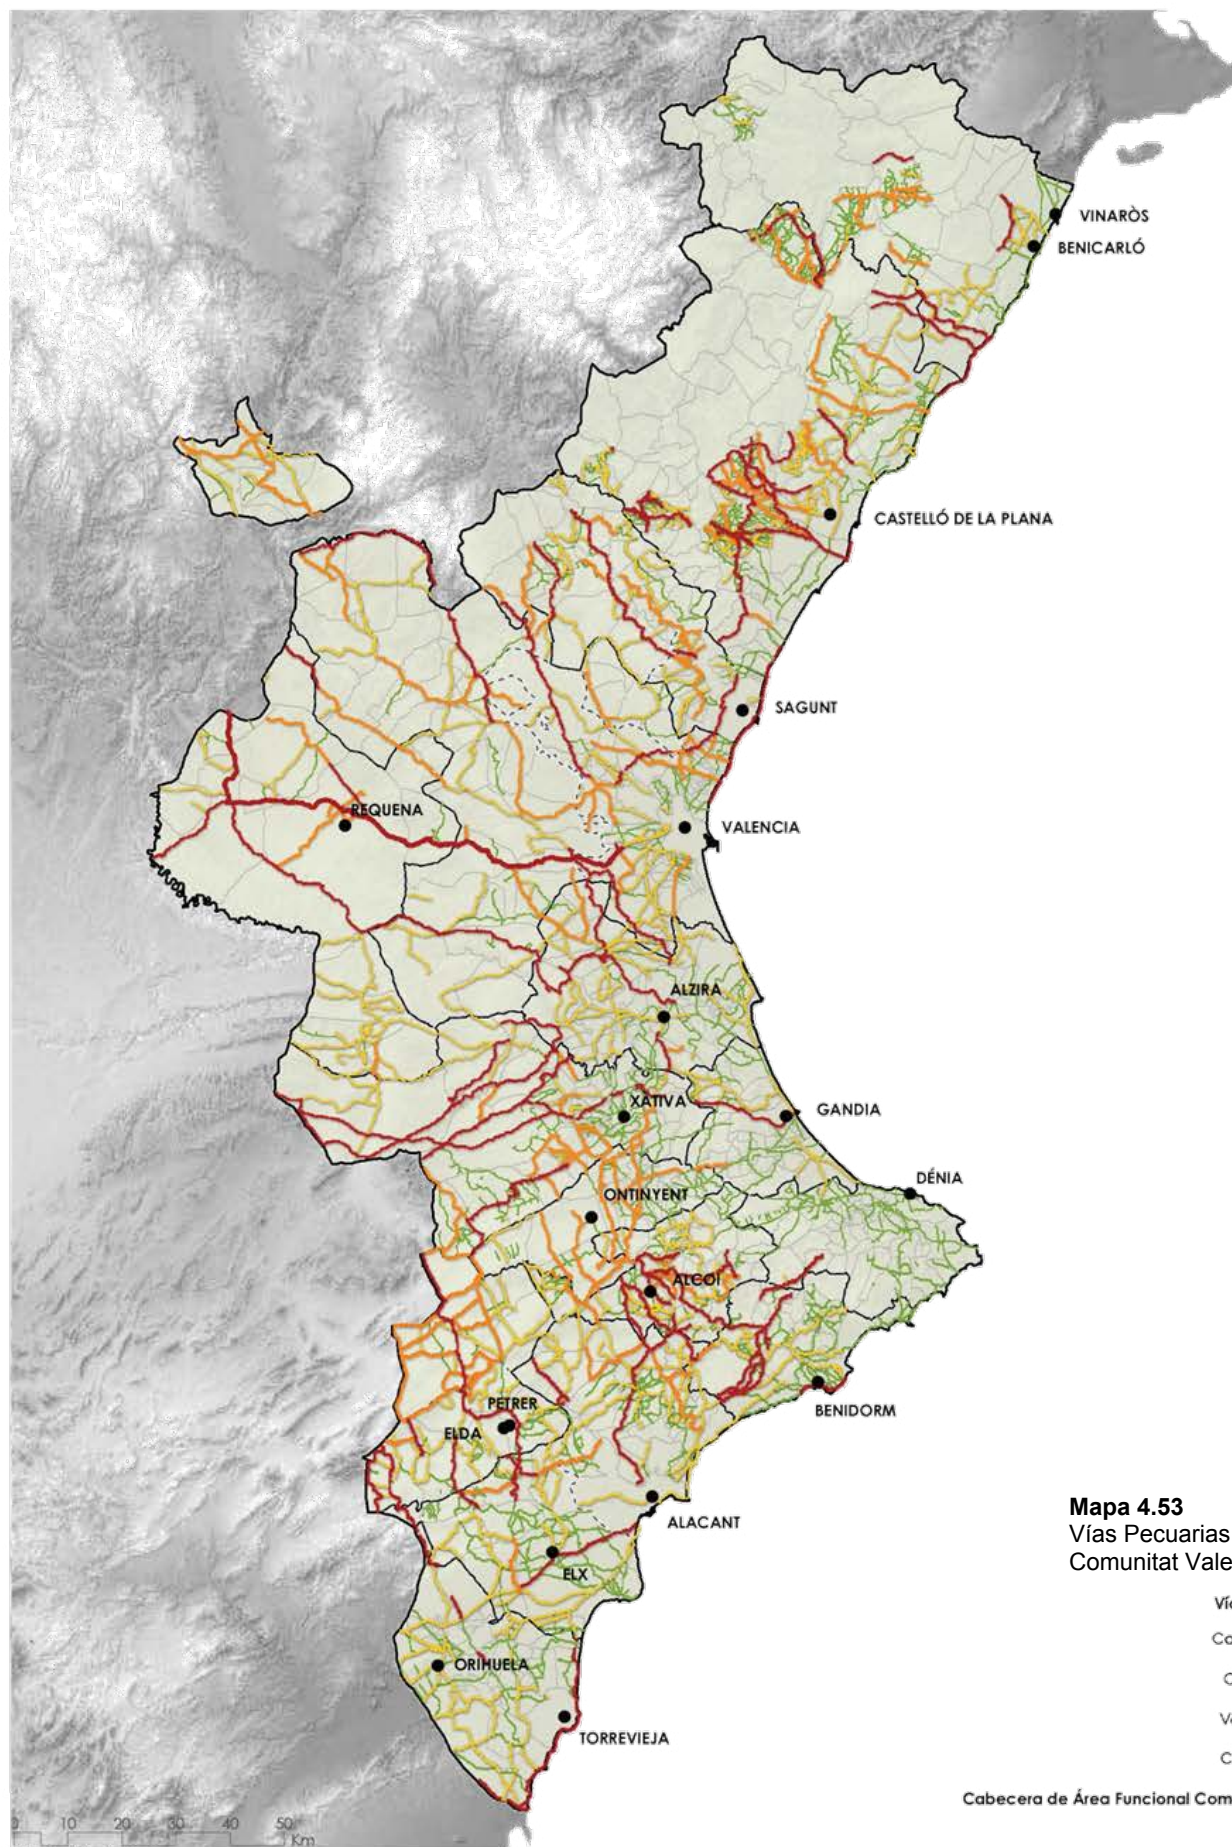 VINARÒS
BENICARLÓ
CASTELLÓ DE LA PLANA
SAGUNT
REQUENA
VALENCIA
ALZIRA
XATIVA
GANDIA
DÉNIA
ONTINYENT
ALCOI
PETRER
BENIDORM
ELDA
Mapa 4.53
ALACANT
Vías Pecuarias
Comunitat Vale
ELX
ORIHUELA
TORREVIEJA
Cabecera de Área Funcional Com
0 10 20 30 40 50
Km